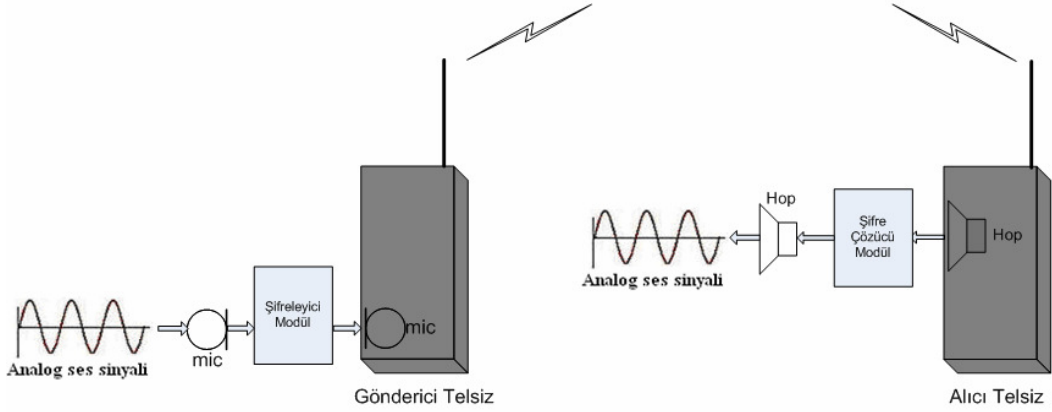 Analog ses sinyali
mic
Şifreleyici
Modül
mic
Gönderici Telsiz
Analog ses sinyali
Hop
Şifre
Çözücü
Modül
Hop
Alıcı Telsiz